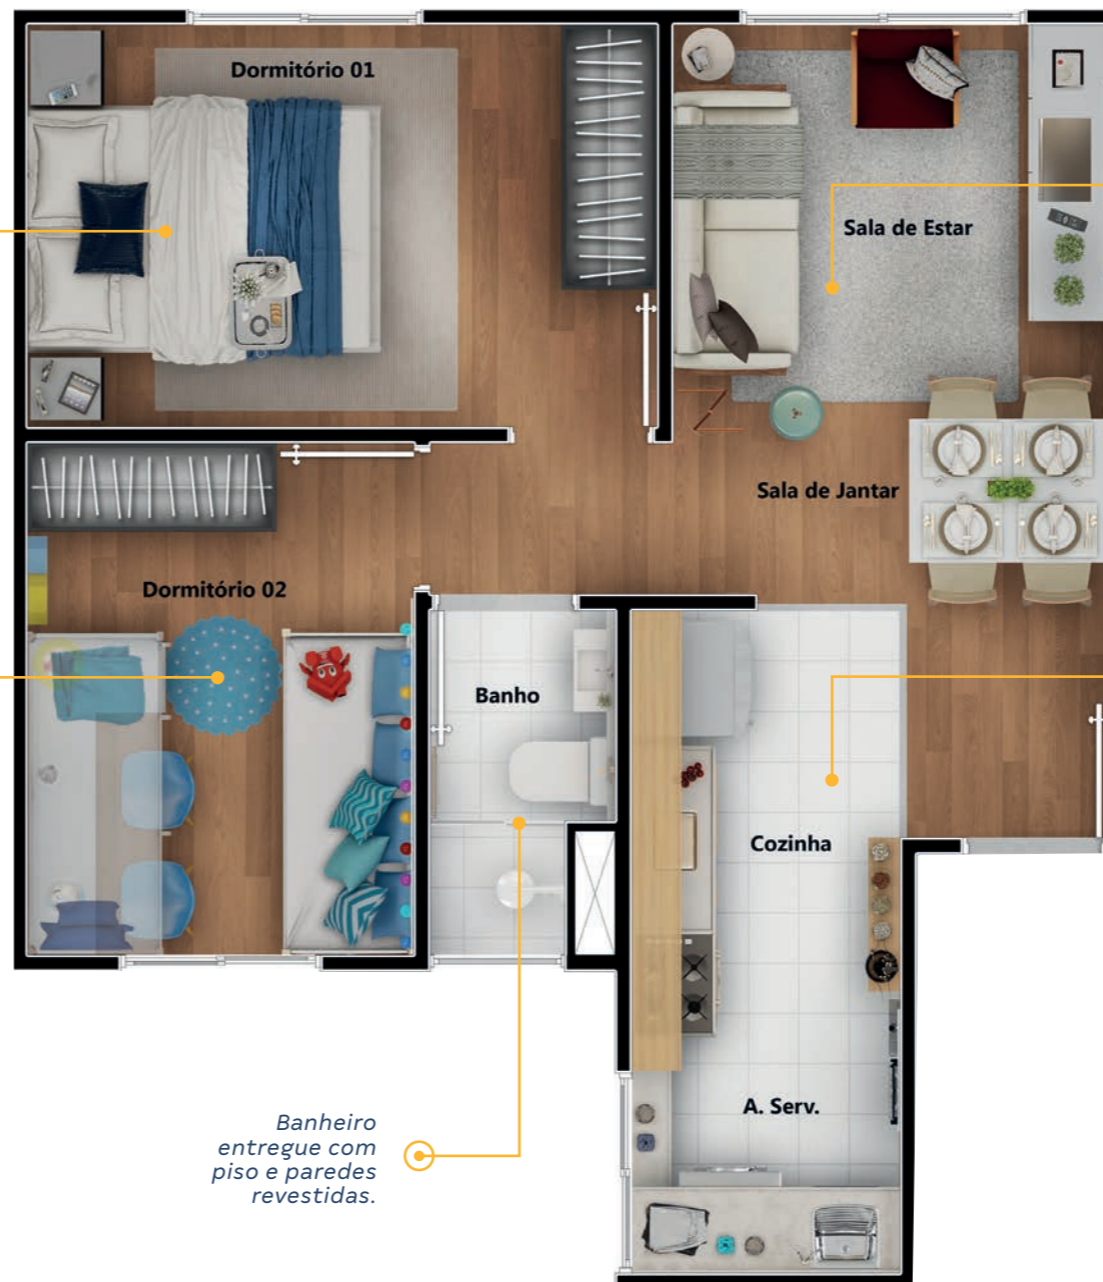 Dormitório 01
Sala de Estar
Sala de Jantar
Dormitório 02
Banho
Cozinha
A. Serv.
Banheiro
entregue com
piso e paredes
revestidas.